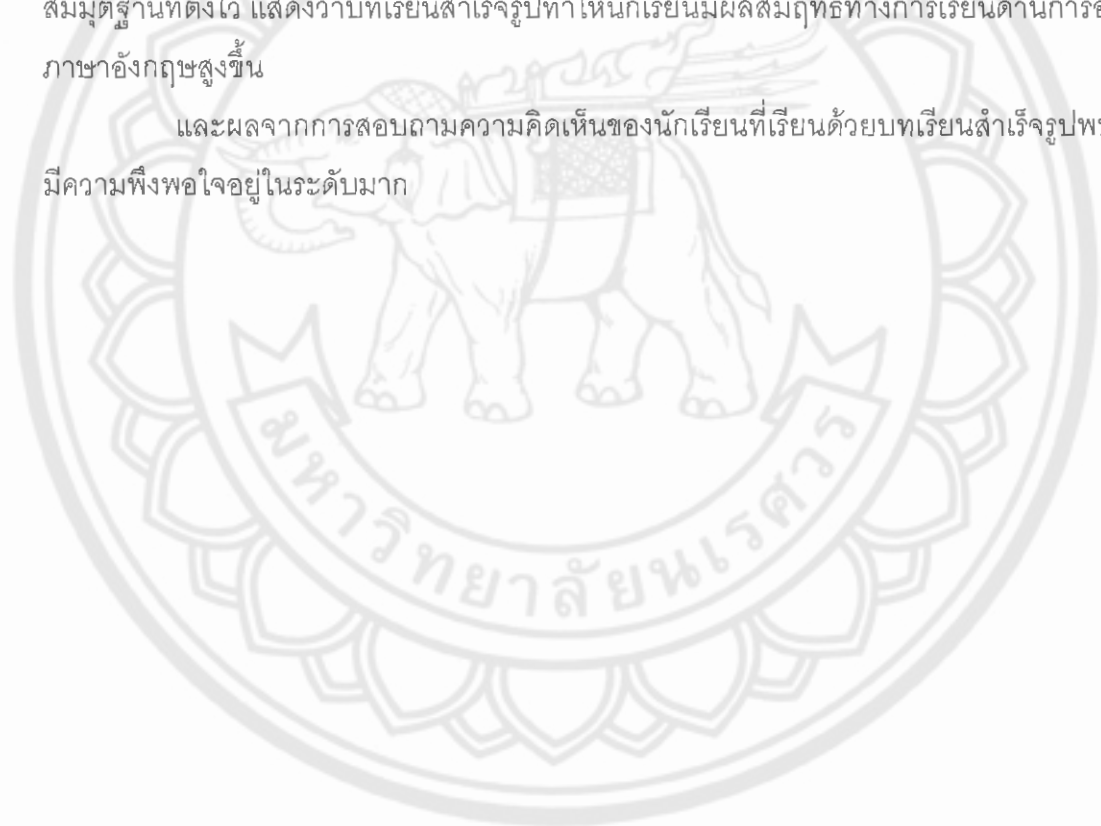 สมมุติฐานที่ตั้งไว้ แสดงว่าบทเรียนสำเร็จรูปทำให้นักเรียนมีผลสัมฤทธิ์ทางการเรียนด้านการอ
ภาษาอังกฤษสูงขึ้น
และผลจากการสอบถามความคิดเห็นของนักเรียนที่เรียนด้วยบทเรียนสำเร็จรูปพบ
มีความพึงพอใจอยู่ในระดับมาก
มหาวิทยาลัยนเรศวร